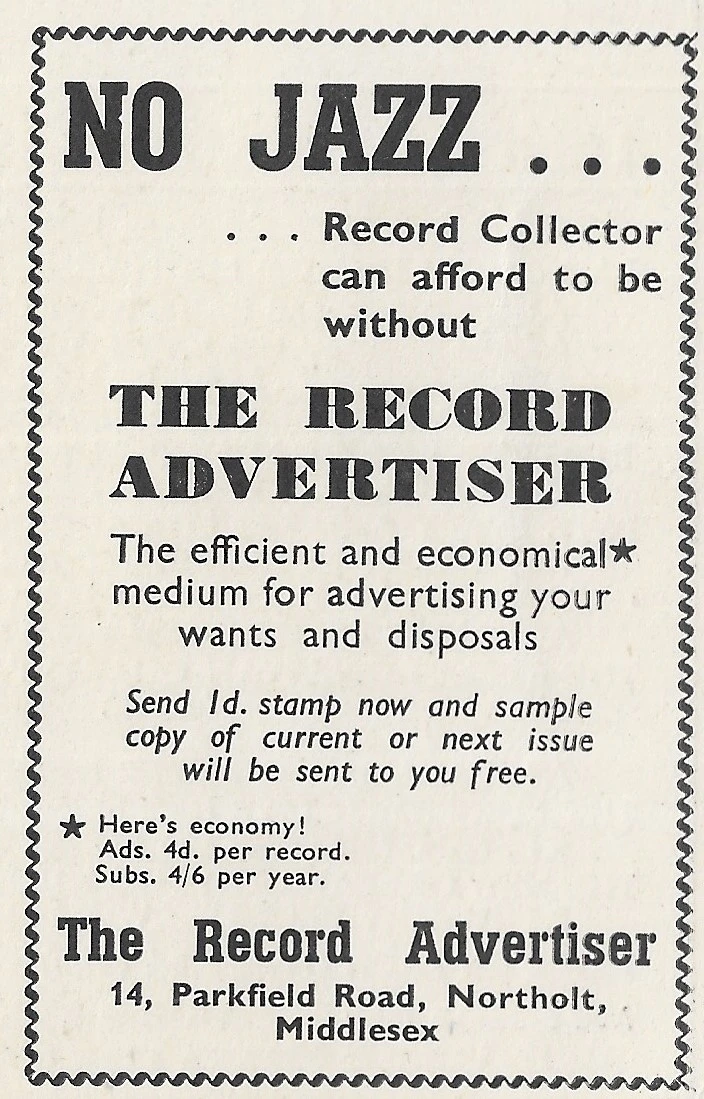 NO JAZZ . . .
. . . Record Collector
can afford to be
without
THE RECORD
ADVERTISER
The efficient and economical★
medium for advertising your
wants and disposals
Send 1d. stamp now and sample
copy of current or next issue
will be sent to you free.
★ Here's economy!
Ads. 4d. per record.
Subs. 4/6 per year.
The Record Advertiser
14, Parkfield Road, Northolt,
Middlesex